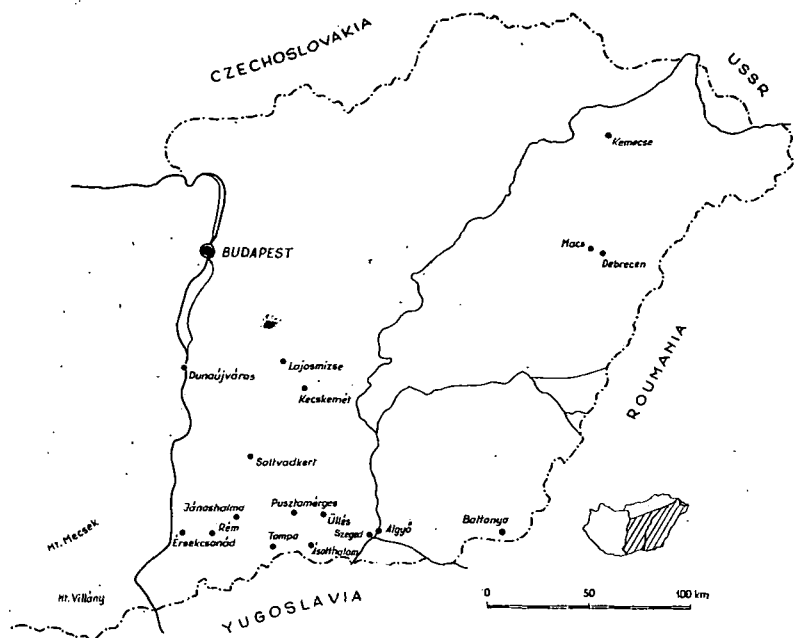 CZECHOSLOVÁKIA
USSR
Kemecse
Macs
Debrecen
BUDAPEST
ROUMANIA
Dunaújváros
Lajosmizse
Kecskemét
Soltvadkert
Jánoshalma
Rém
Érsekcsanád
Pusztamérges
Üllés
Szeged
Algyő
Tompa
Ásotthalom
Battonya
Mt. Mecsek
Mt. Villány
YUGOSLAVIA
0 50 100 km